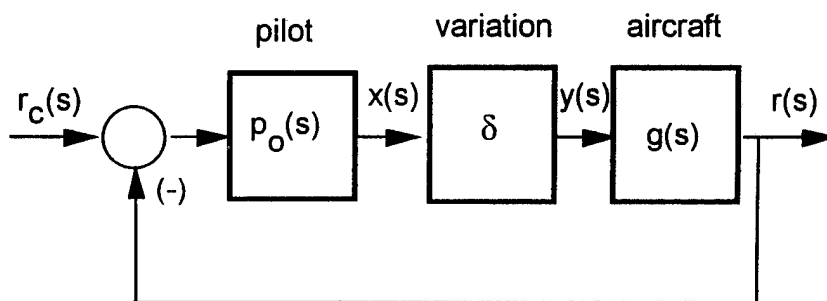 pilot variation aircraft
r_c(s) x(s) y(s) r(s)
p_o(s) δ g(s)
(-)